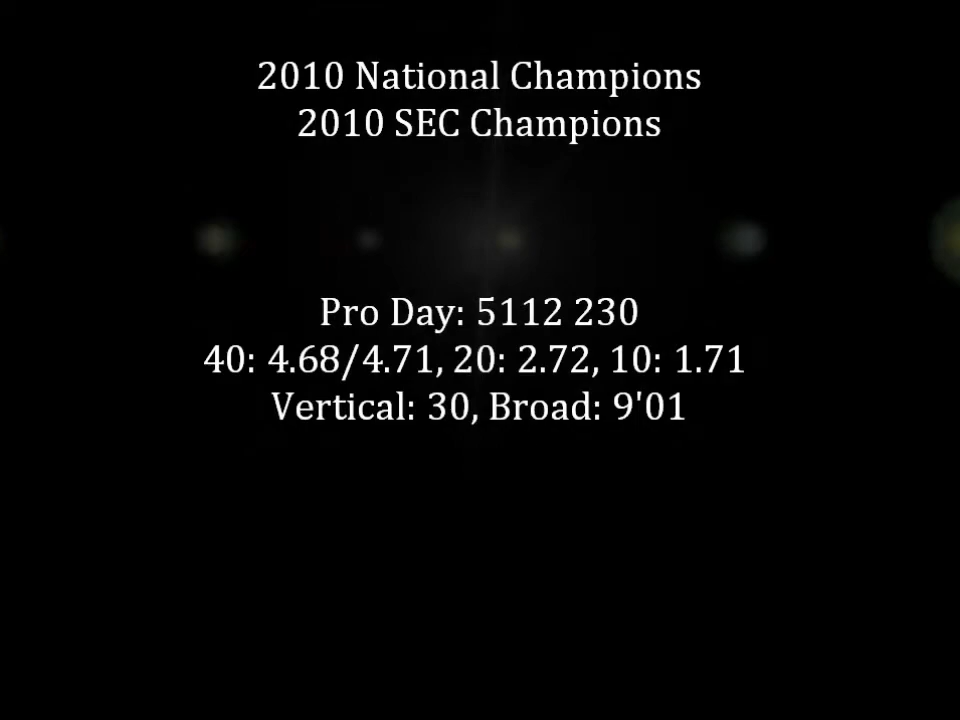 2010 National Champions
2010 SEC Champions
Pro Day: 5112 230
40: 4.68/4.71, 20: 2.72, 10: 1.71
Vertical: 30, Broad: 9'01